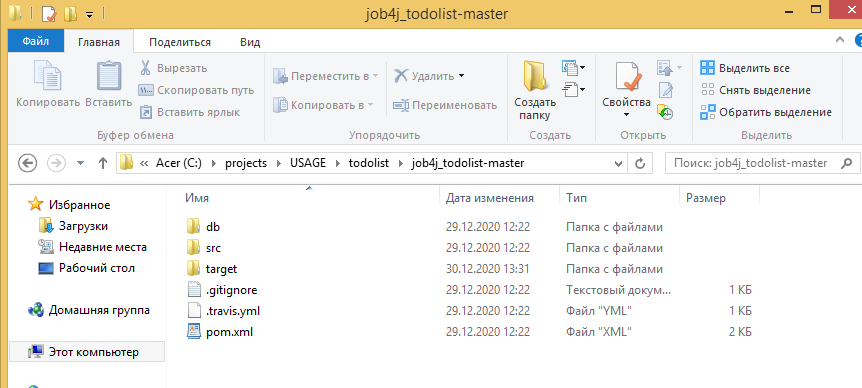 job4j_todolist-master
Файл Главная Поделиться Вид
Копировать Вставить Вырезать Скопировать путь Вставить ярлык
Переместить в Копировать в Удалить Переименовать
Создать папку
Свойства
Выделить все Снять выделение Обратить выделение
Буфер обмена Упорядочить Создать Открыть Выделить
Acer (C:) projects USAGE todolist job4j_todolist-master Поиск: job4j_todolist-master
Избранное
Загрузки
Недавние места
Рабочий стол
Домашняя группа
Этот компьютер
Имя Дата изменения Тип Размер
db 29.12.2020 12:22 Папка с файлами
src 29.12.2020 12:22 Папка с файлами
target 30.12.2020 13:31 Папка с файлами
.gitignore 29.12.2020 12:22 Текстовый докум... 1 КБ
.travis.yml 29.12.2020 12:22 Файл "YML" 1 КБ
pom.xml 29.12.2020 12:22 Файл "XML" 2 КБ